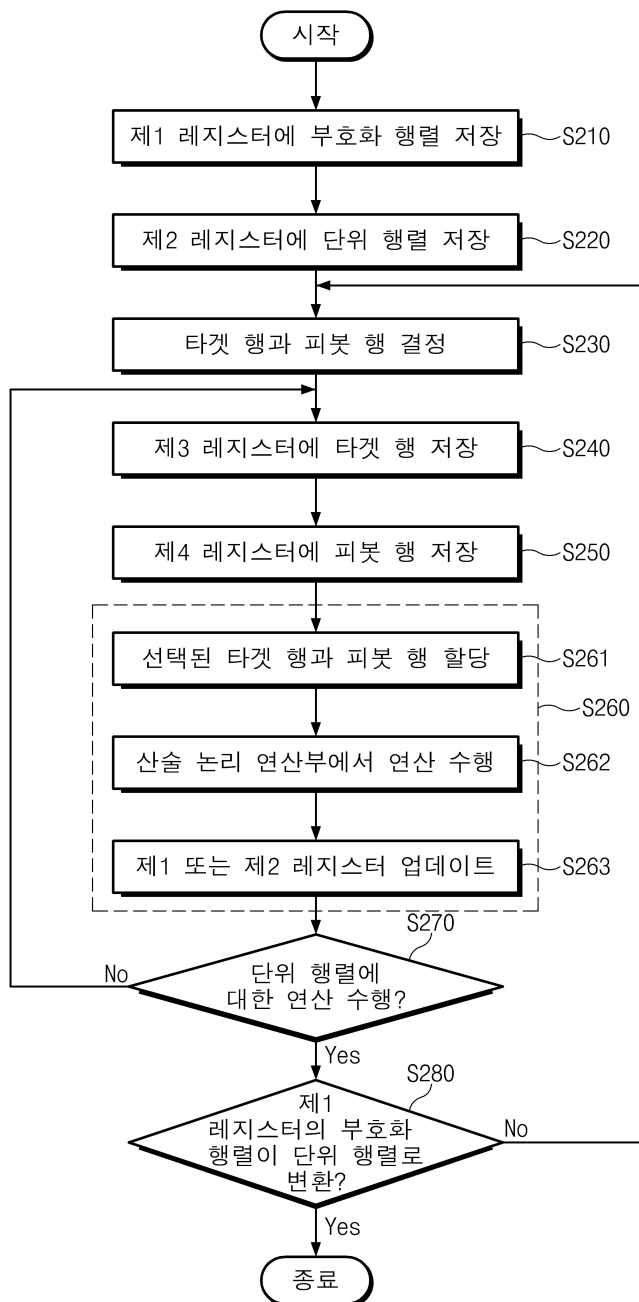 시작
제1 레지스터에 부호화 행렬 저장
S210
제2 레지스터에 단위 행렬 저장
S220
타겟 행과 피봇 행 결정
S230
제3 레지스터에 타겟 행 저장
S240
제4 레지스터에 피봇 행 저장
S250
선택된 타겟 행과 피봇 행 할당
S261
S260
산술 논리 연산부에서 연산 수행
S262
제1 또는 제2 레지스터 업데이트
S263
S270
No
단위 행렬에
대한 연산 수행?
Yes
S280
제1
레지스터의 부호화
행렬이 단위 행렬로
변환?
No
Yes
종료